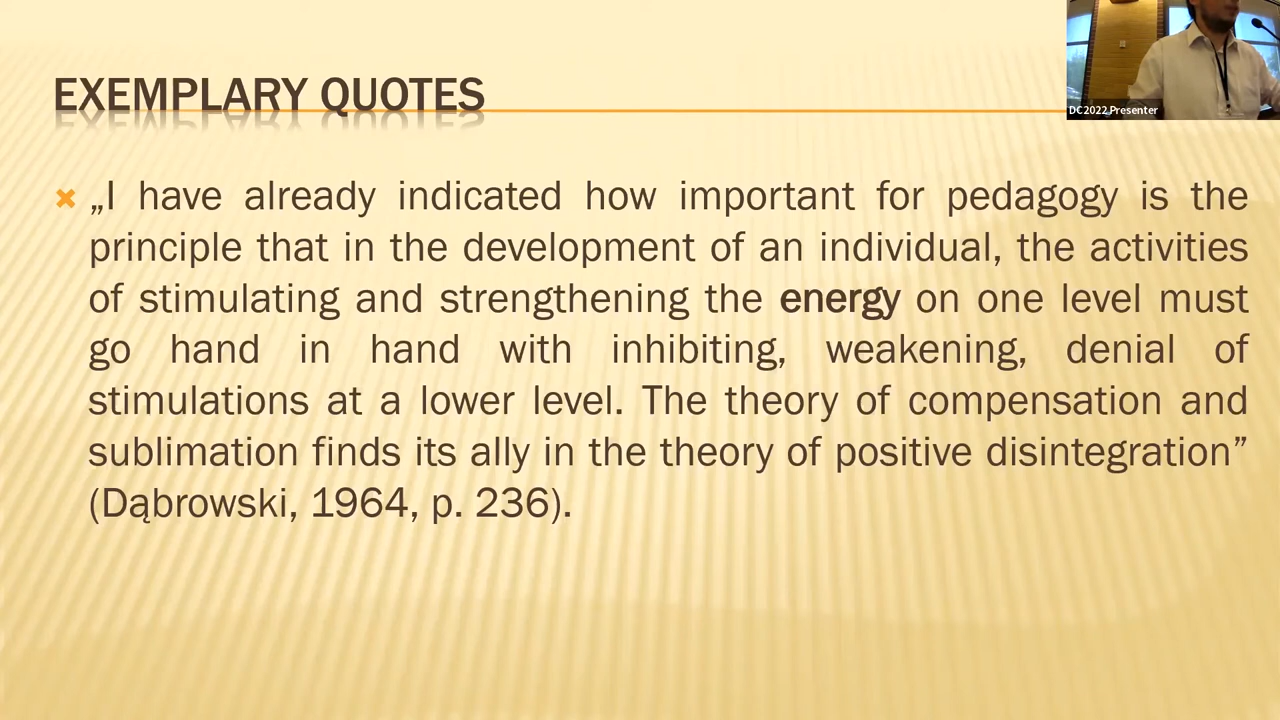 EXEMPLARY QUOTES
DC2022 Presenter
„I have already indicated how important for pedagogy is the
principle that in the development of an individual, the activities
of stimulating and strengthening the energy on one level must
go hand in hand with inhibiting, weakening, denial of
stimulations at a lower level. The theory of compensation and
sublimation finds its ally in the theory of positive disintegration”
(Dąbrowski, 1964, p. 236).